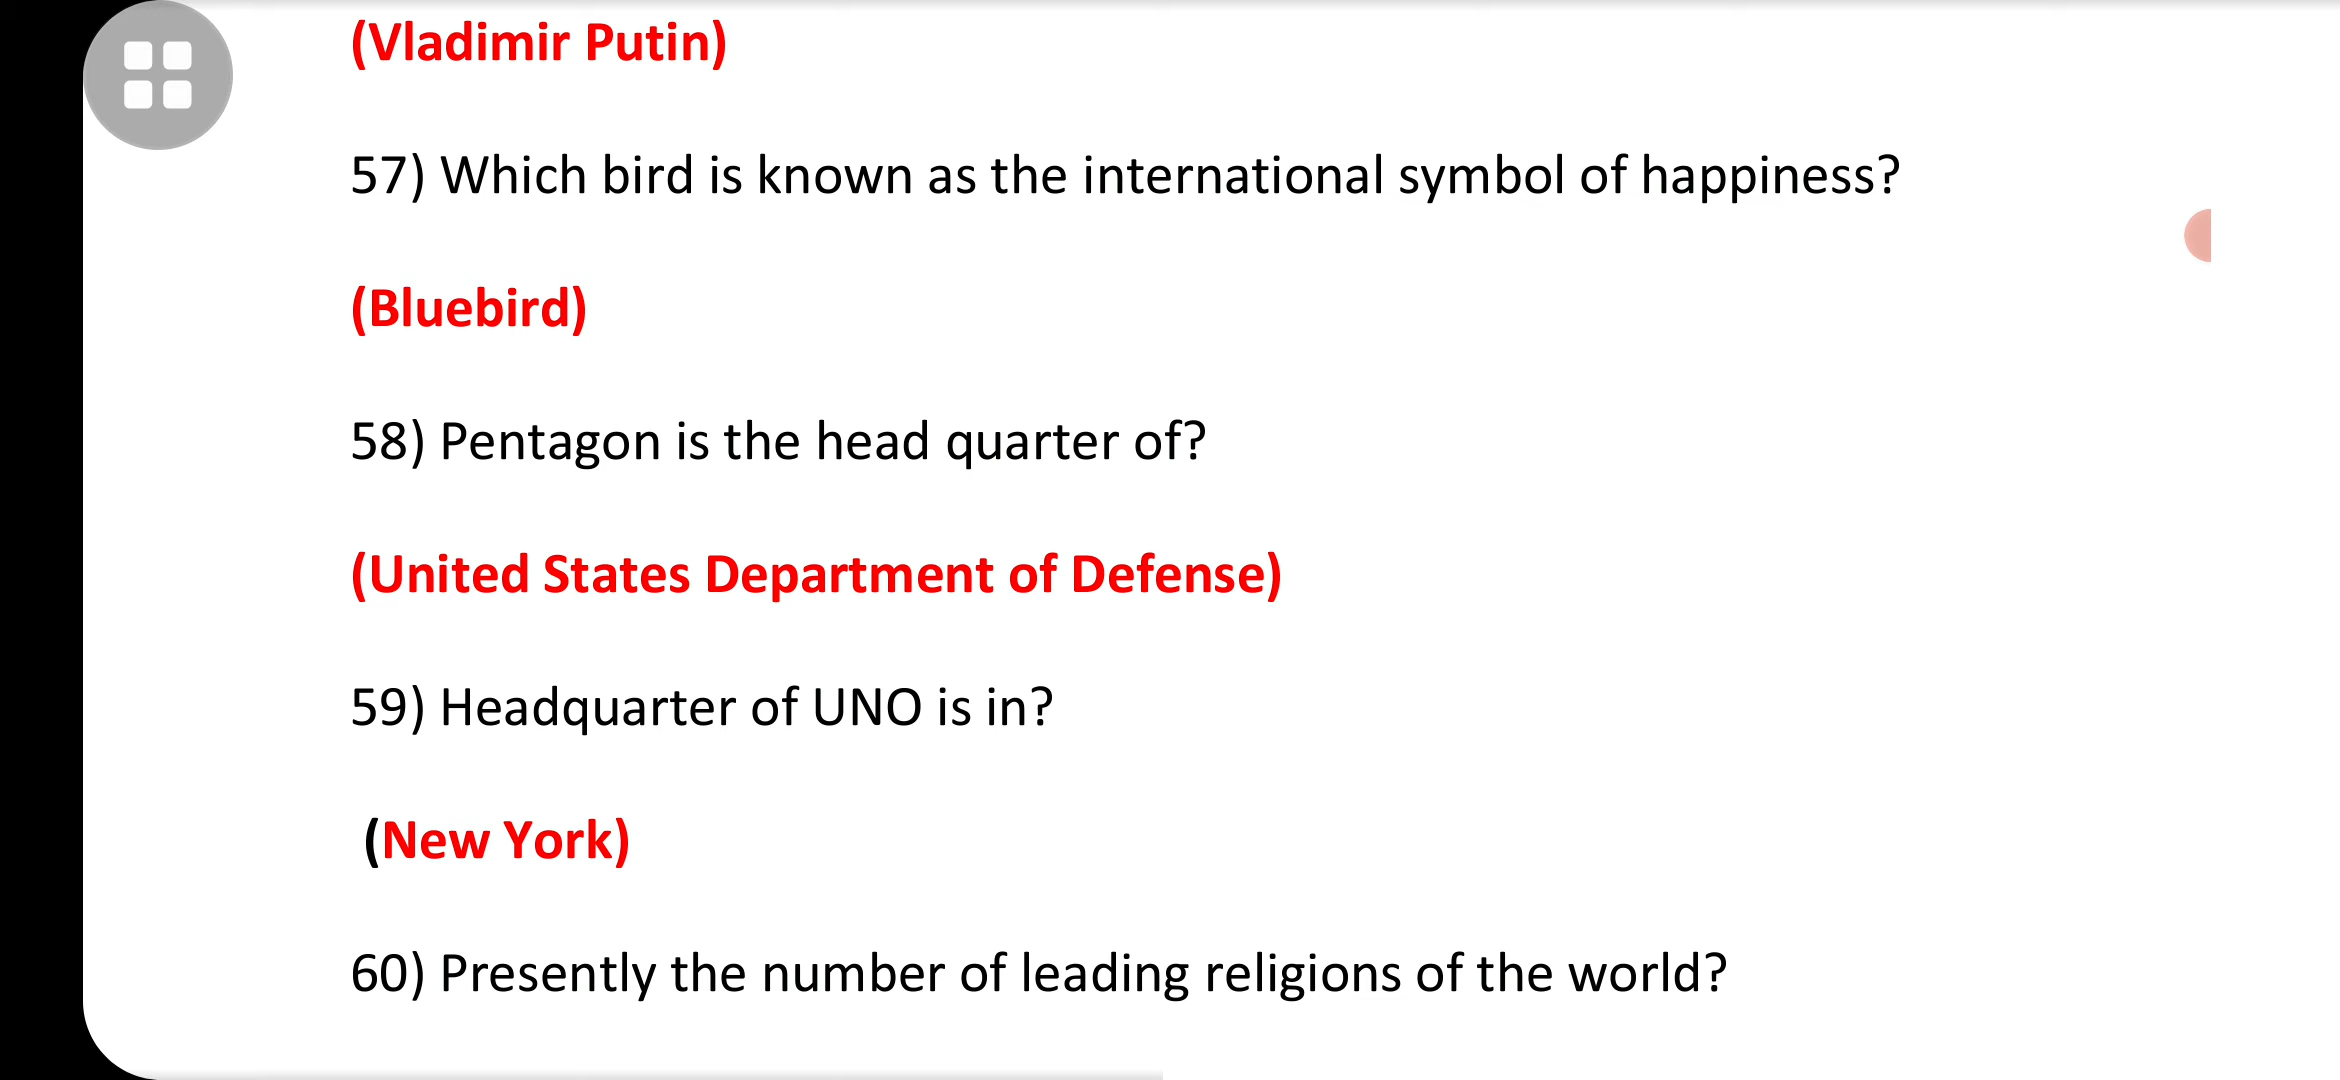 (Vladimir Putin)
57) Which bird is known as the international symbol of happiness?
(Bluebird)
58) Pentagon is the head quarter of?
(United States Department of Defense)
59) Headquarter of UNO is in?
(New York)
60) Presently the number of leading religions of the world?